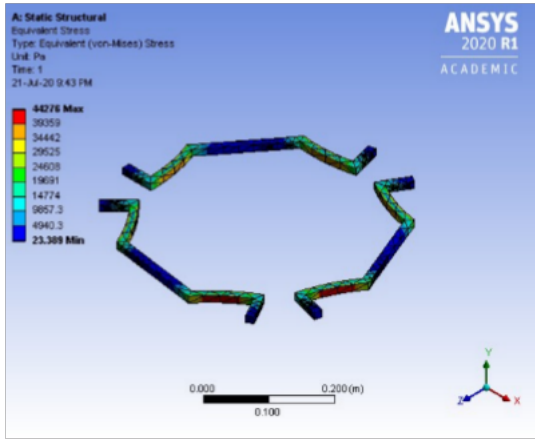 A: Static Structural
Equivalent Stress
Type: Equivalent (von-Mises) Stress
Unit: Pa
Time: 1
21-Jul-20 9:43 PM
ANSYS
2020 R1
ACADEMIC
44276 Max
39359
34442
29525
24608
19691
14774
9857.3
4940.3
23.389 Min
0.000
0.200 (m)
0.100
Y
Z
X